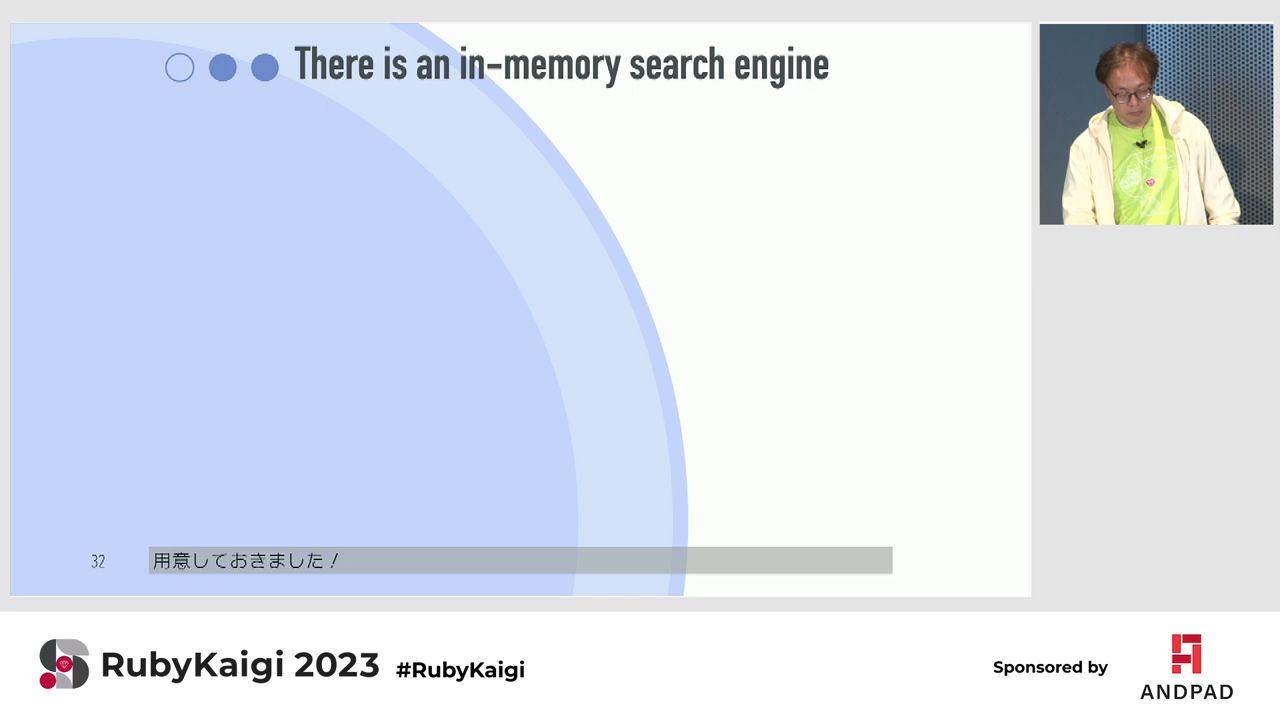 There is an in-memory search engine
32
用意しておきました！
RubyKaigi 2023
#RubyKaigi
Sponsored by
ANDPAD